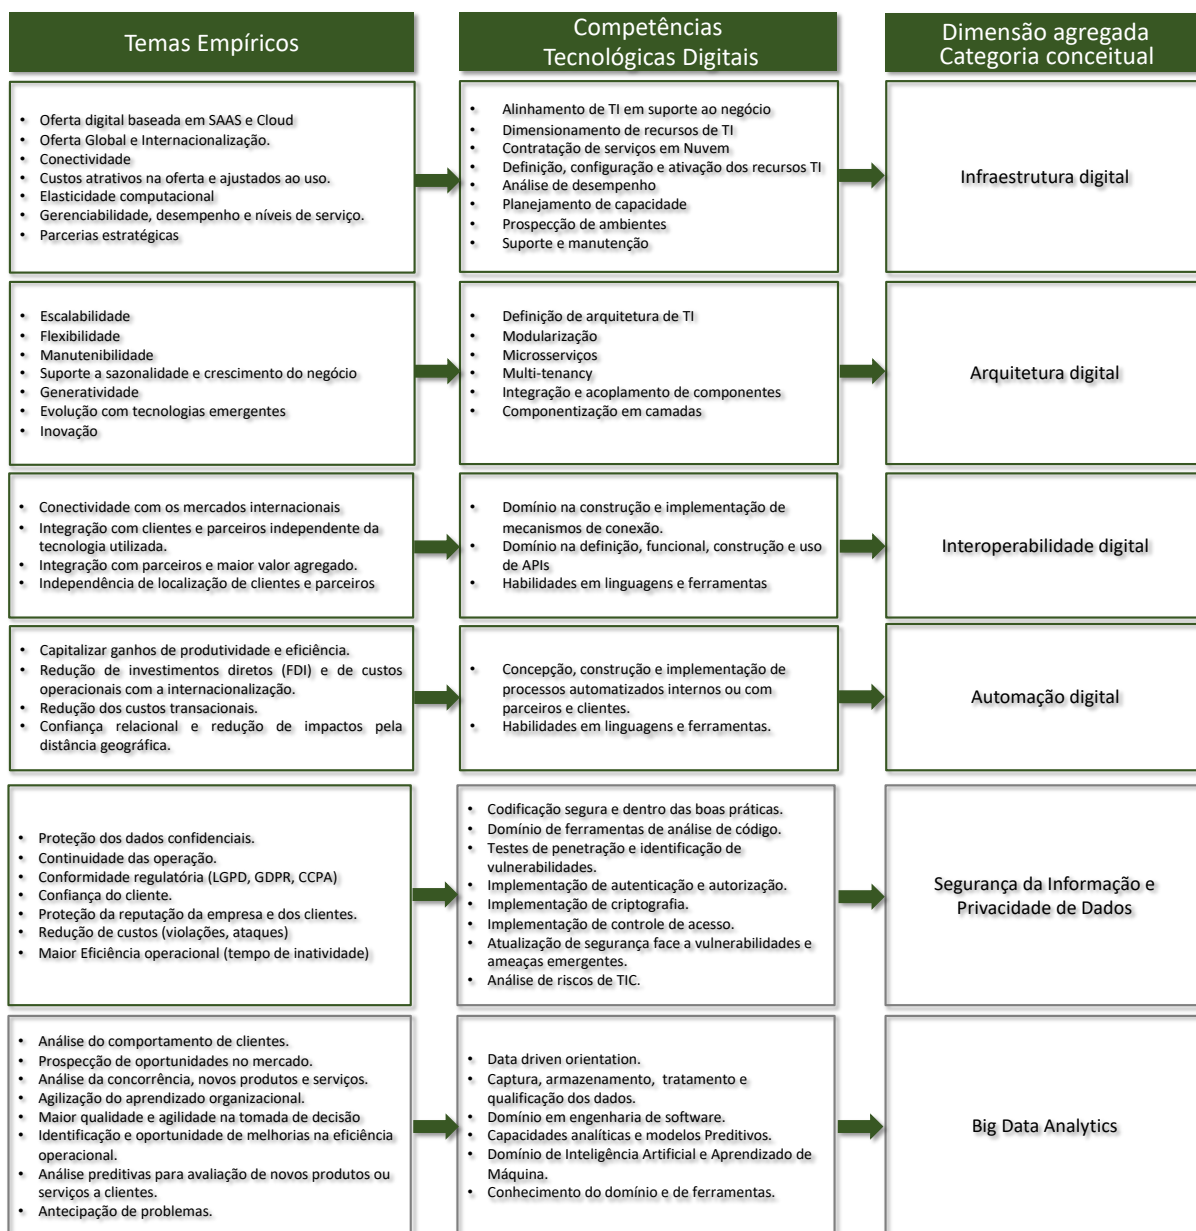 Temas Empíricos
Competências
Tecnológicas Digitais
Dimensão agregada
Categoria conceitual
• Oferta digital baseada em SAAS e Cloud
• Oferta Global e Internacionalização.
• Conectividade
• Custos atrativos na oferta e ajustados ao uso.
• Elasticidade computacional
• Gerenciabilidade, desempenho e níveis de serviço.
• Parcerias estratégicas
• Alinhamento de TI em suporte ao negócio
• Dimensionamento de recursos de TI
• Contratação de serviços em Nuvem
• Definição, configuração e ativação dos recursos TI
• Análise de desempenho
• Planejamento de capacidade
• Prospecção de ambientes
• Suporte e manutenção
Infraestrutura digital
• Escalabilidade
• Flexibilidade
• Manutenibilidade
• Suporte a sazonalidade e crescimento do negócio
• Generatividade
• Evolução com tecnologias emergentes
• Inovação
• Definição de arquitetura de TI
• Modularização
• Microsserviços
• Multi-tenancy
• Integração e acoplamento de componentes
• Componentização em camadas
Arquitetura digital
• Conectividade com os mercados internacionais
• Integração com clientes e parceiros independente da
tecnologia utilizada.
• Integração com parceiros e maior valor agregado.
• Independência de localização de clientes e parceiros
• Domínio na construção e implementação de
mecanismos de conexão.
• Domínio na definição, funcional, construção e uso
de APIs
• Habilidades em linguagens e ferramentas
Interoperabilidade digital
• Capitalizar ganhos de produtividade e eficiência.
• Redução de investimentos diretos (FDI) e de custos
operacionais com a internacionalização.
• Redução dos custos transacionais.
• Confiança relacional e redução de impactos pela
distância geográfica.
• Concepção, construção e implementação de
processos automatizados internos ou com
parceiros e clientes.
• Habilidades em linguagens e ferramentas.
Automação digital
• Proteção dos dados confidenciais.
• Continuidade das operação.
• Conformidade regulatória (LGPD, GDPR, CCPA)
• Confiança do cliente.
• Proteção da reputação da empresa e dos clientes.
• Redução de custos (violações, ataques)
• Maior Eficiência operacional (tempo de inatividade)
• Codificação segura e dentro das boas práticas.
• Domínio de ferramentas de análise de código.
• Testes de penetração e identificação de
vulnerabilidades.
• Implementação de autenticação e autorização.
• Implementação de criptografia.
• Implementação de controle de acesso.
• Atualização de segurança face a vulnerabilidades e
ameaças emergentes.
• Análise de riscos de TIC.
Segurança da Informação e
Privacidade de Dados
• Análise do comportamento de clientes.
• Prospecção de oportunidades no mercado.
• Análise da concorrência, novos produtos e serviços.
• Agilização do aprendizado organizacional.
• Maior qualidade e agilidade na tomada de decisão
• Identificação e oportunidade de melhorias na eficiência
operacional.
• Análise preditivas para avaliação de novos produtos ou
serviços a clientes.
• Antecipação de problemas.
• Data driven orientation.
• Captura, armazenamento, tratamento e
qualificação dos dados.
• Domínio em engenharia de software.
• Capacidades analíticas e modelos Preditivos.
• Domínio de Inteligência Artificial e Aprendizado de
Máquina.
• Conhecimento do domínio e de ferramentas.
Big Data Analytics